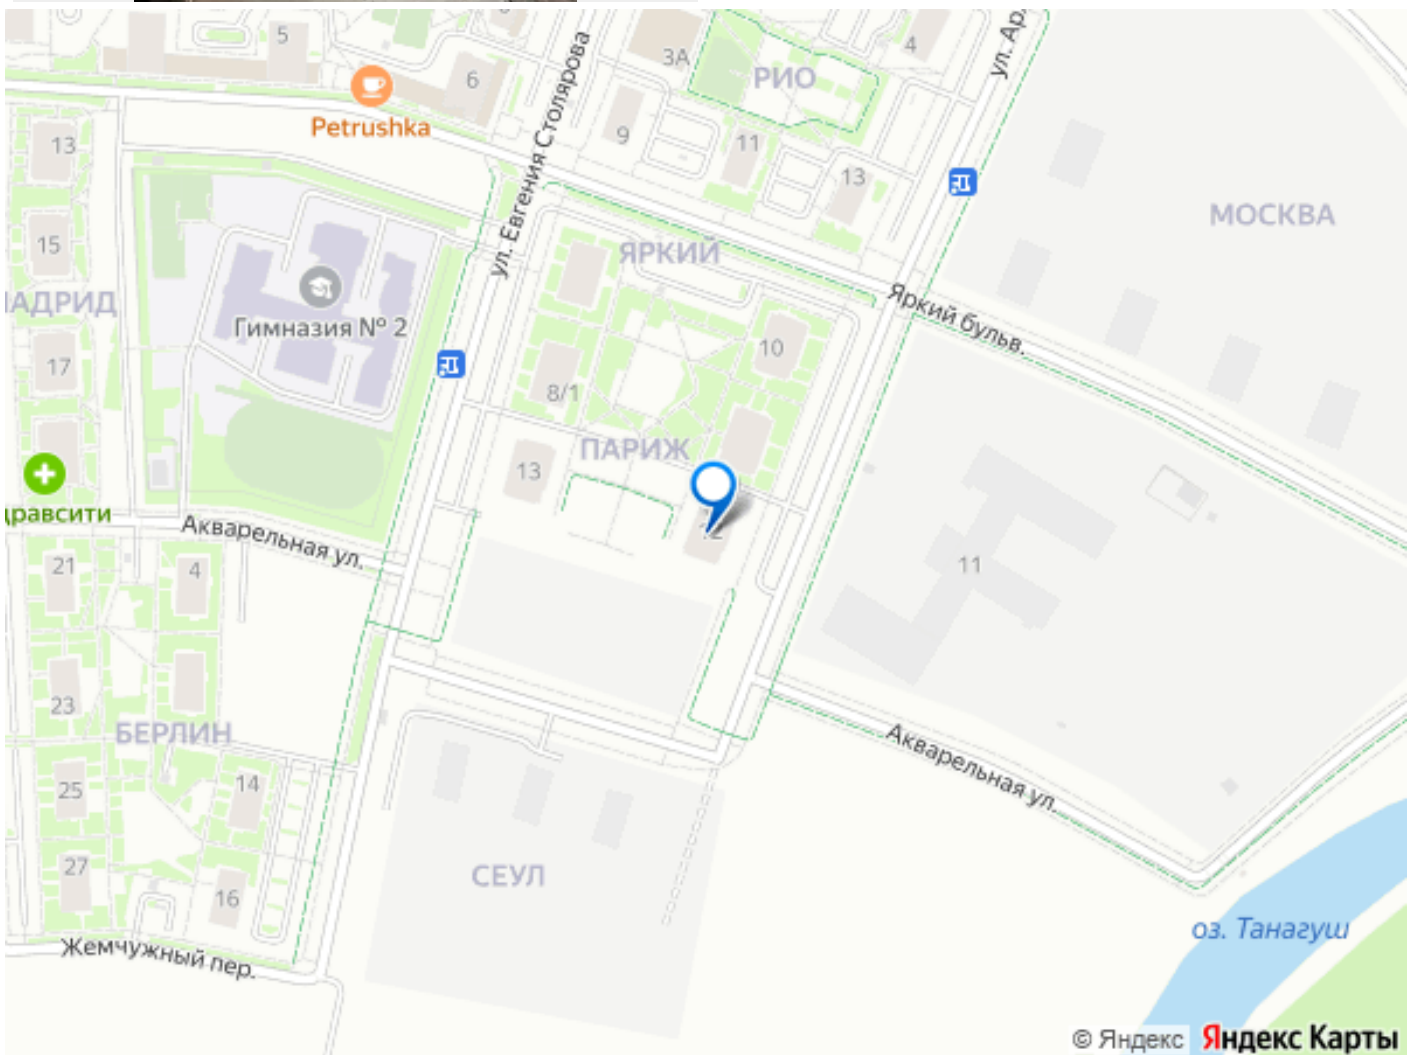 5
4
ул. Ар
3А
РИО
6
ул. Евгения Столярова
Petrushka
13
9
11
13
МОСКВА
15
ЯРКИЙ
АДРИД
Гимназия № 2
Яркий бульв.
17
10
8/1
ПАРИЖ
13
дравсити
Акварельная ул.
12
21
4
11
23
БЕРЛИН
Акварельная ул.
25
14
27
СЕУЛ
16
оз. Танагуш
Жемчужный пер.
© Яндекс Яндекс Карты